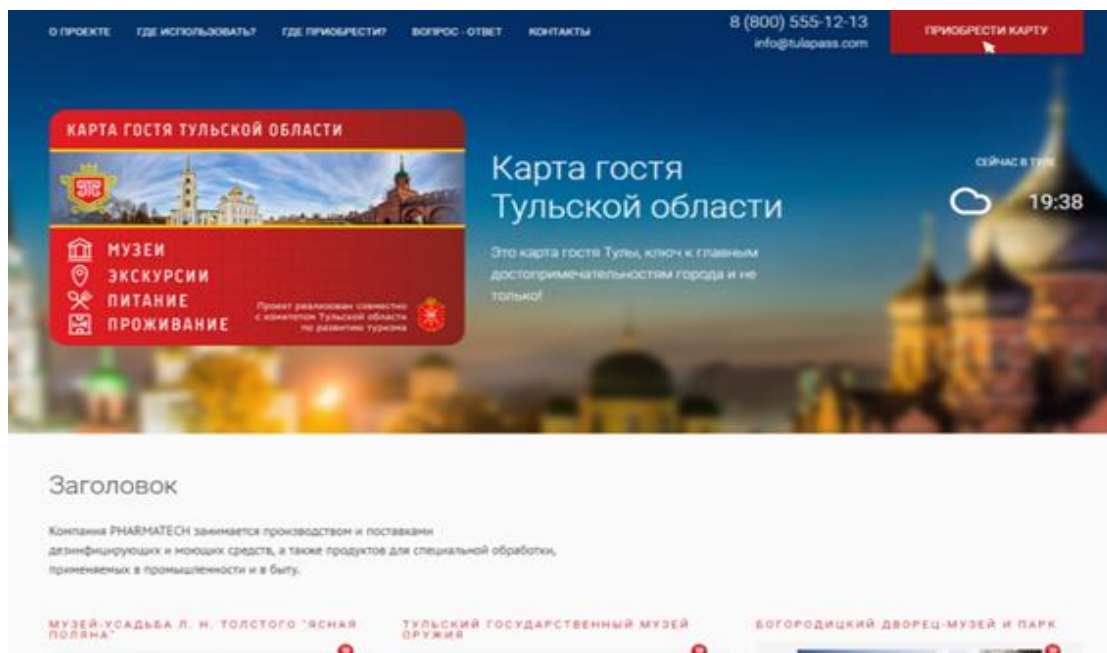 О ПРОЕКТЕ ГДЕ ИСПОЛЬЗОВАТЬ? ГДЕ ПРИОБРЕСТИ? ВОПРОС - ОТВЕТ КОНТАКТЫ
8 (800) 555-12-13
info@tulapass.com
ПРИОБРЕСТИ КАРТУ
КАРТА ГОСТЯ ТУЛЬСКОЙ ОБЛАСТИ
МУЗЕИ
ЭКСКУРСИИ
ПИТАНИЕ
ПРОЖИВАНИЕ
Проект реализован совместно
с комитетом Тульской области
по развитию туризма
Карта гостя
Тульской области
Это карта гостя Тулы, ключ к главным
достопримечательностям города и не
только!
СЕЙЧАС В ТУЛЕ
19:38
Заголовок
Компания PHARMATECH занимается производством и поставками
дезинфицирующих и моющих средств, а также продуктов для специальной обработки,
применяемых в промышленности и в быту.
МУЗЕЙ-УСАДЬБА Л. Н. ТОЛСТОГО "ЯСНАЯ
ПОЛЯНА"
ТУЛЬСКИЙ ГОСУДАРСТВЕННЫЙ МУЗЕЙ
ОРУЖИЯ
БОГОРОДИЦКИЙ ДВОРЕЦ-МУЗЕЙ И ПАРК